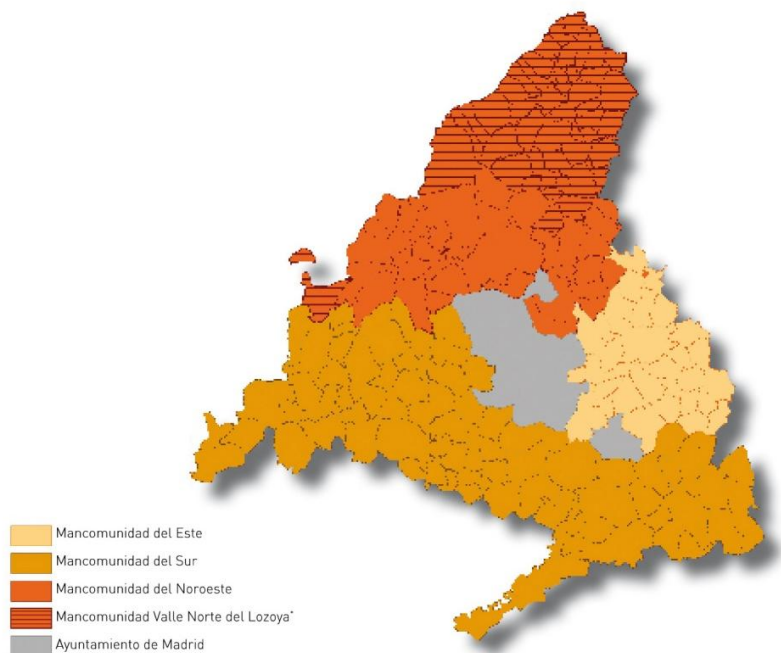 Mancomunidad del Este
Mancomunidad del Sur
Mancomunidad del Noroeste
Mancomunidad Valle Norte del Lozoya*
Ayuntamiento de Madrid